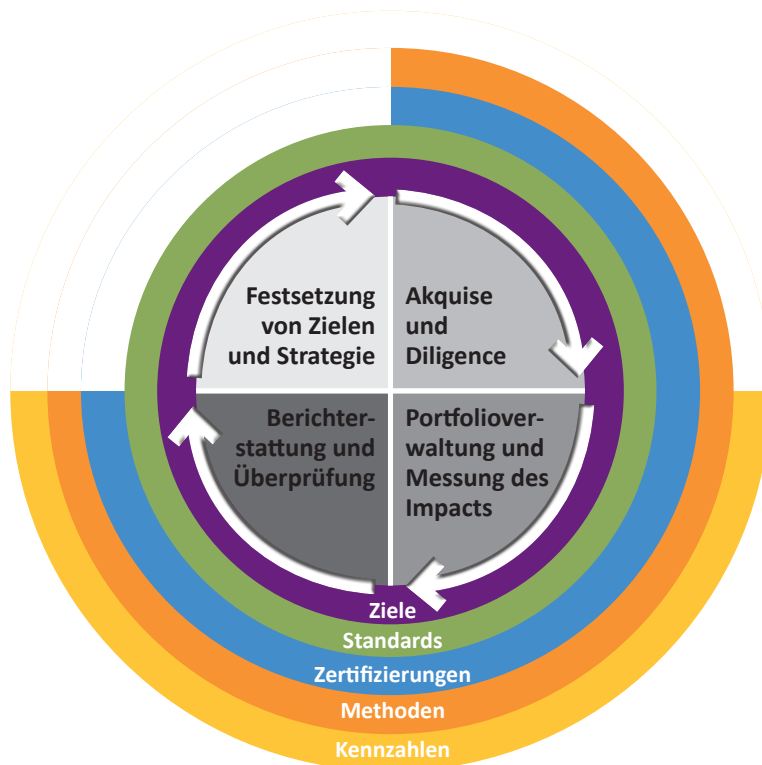 Festsetzung
von Zielen
und Strategie
Akquise
und
Diligence
Berichter-
stattung und
Überprüfung
Portfoliover-
waltung und
Messung des
Impacts
Ziele
Standards
Zertifizierungen
Methoden
Kennzahlen